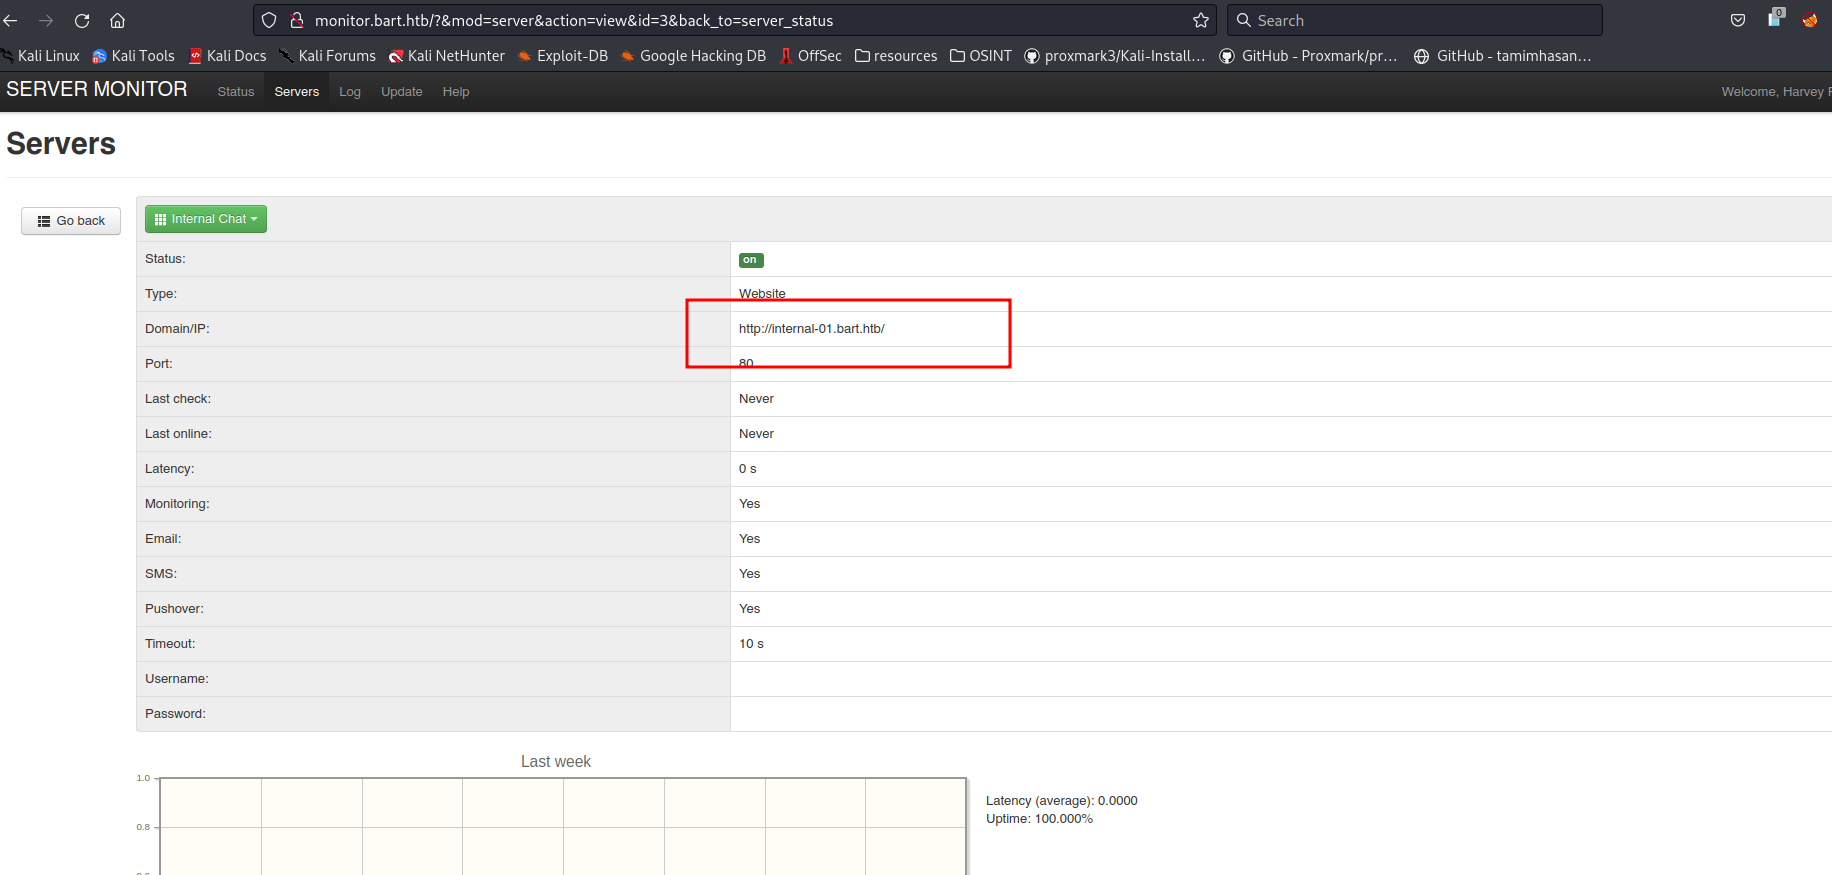 monitor.bart.htb/?&mod=server&action=view&id=3&back_to=server_status
Search
0
Kali Linux Kali Tools Kali Docs Kali Forums Kali NetHunter Exploit-DB Google Hacking DB OffSec resources OSINT proxmark3/Kali-Install... GitHub - Proxmark/pr... GitHub - tamimhasan...
SERVER MONITOR Status Servers Log Update Help Welcome, Harvey
Servers
Go back
Internal Chat
Status: on
Type: Website
Domain/IP: http://internal-01.bart.htb/
Port: 80
Last check: Never
Last online: Never
Latency: 0 s
Monitoring: Yes
Email: Yes
SMS: Yes
Pushover: Yes
Timeout: 10 s
Username:
Password:
Last week
1.0
0.8
Latency (average): 0.0000
Uptime: 100.000%